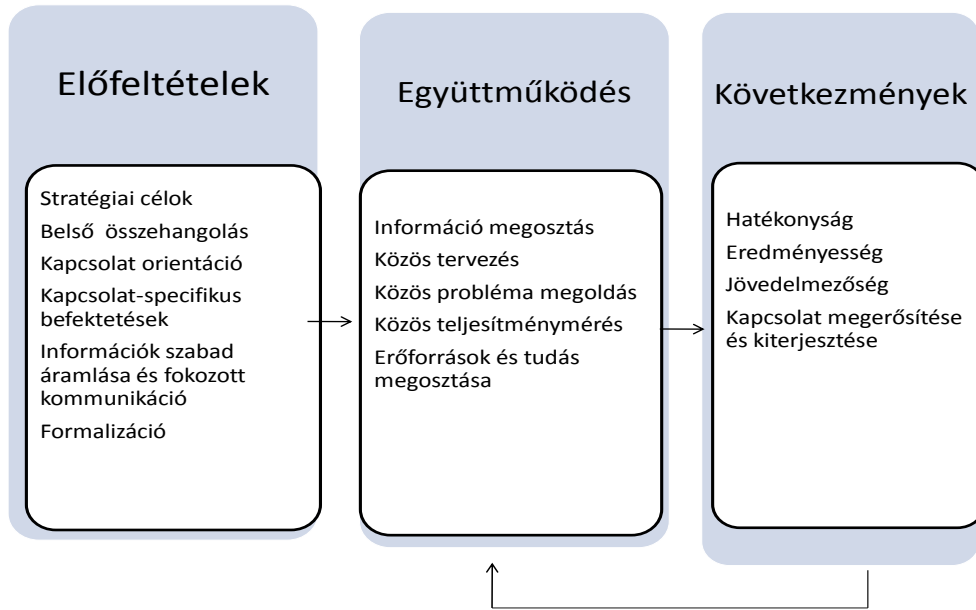 Előfeltételek
Stratégiai célok
Belső összehangolás
Kapcsolat orientáció
Kapcsolat-specifikus
befektetések
Információk szabad
áramlása és fokozott
kommunikáció
Formalizáció
Együttműködés
Információ megosztás
Közös tervezés
Közös probléma megoldás
Közös teljesítménymérés
Erőforrások és tudás
megosztása
Következmények
Hatékonyság
Eredményesség
Jövedelmezőség
Kapcsolat megerősítése
és kiterjesztése